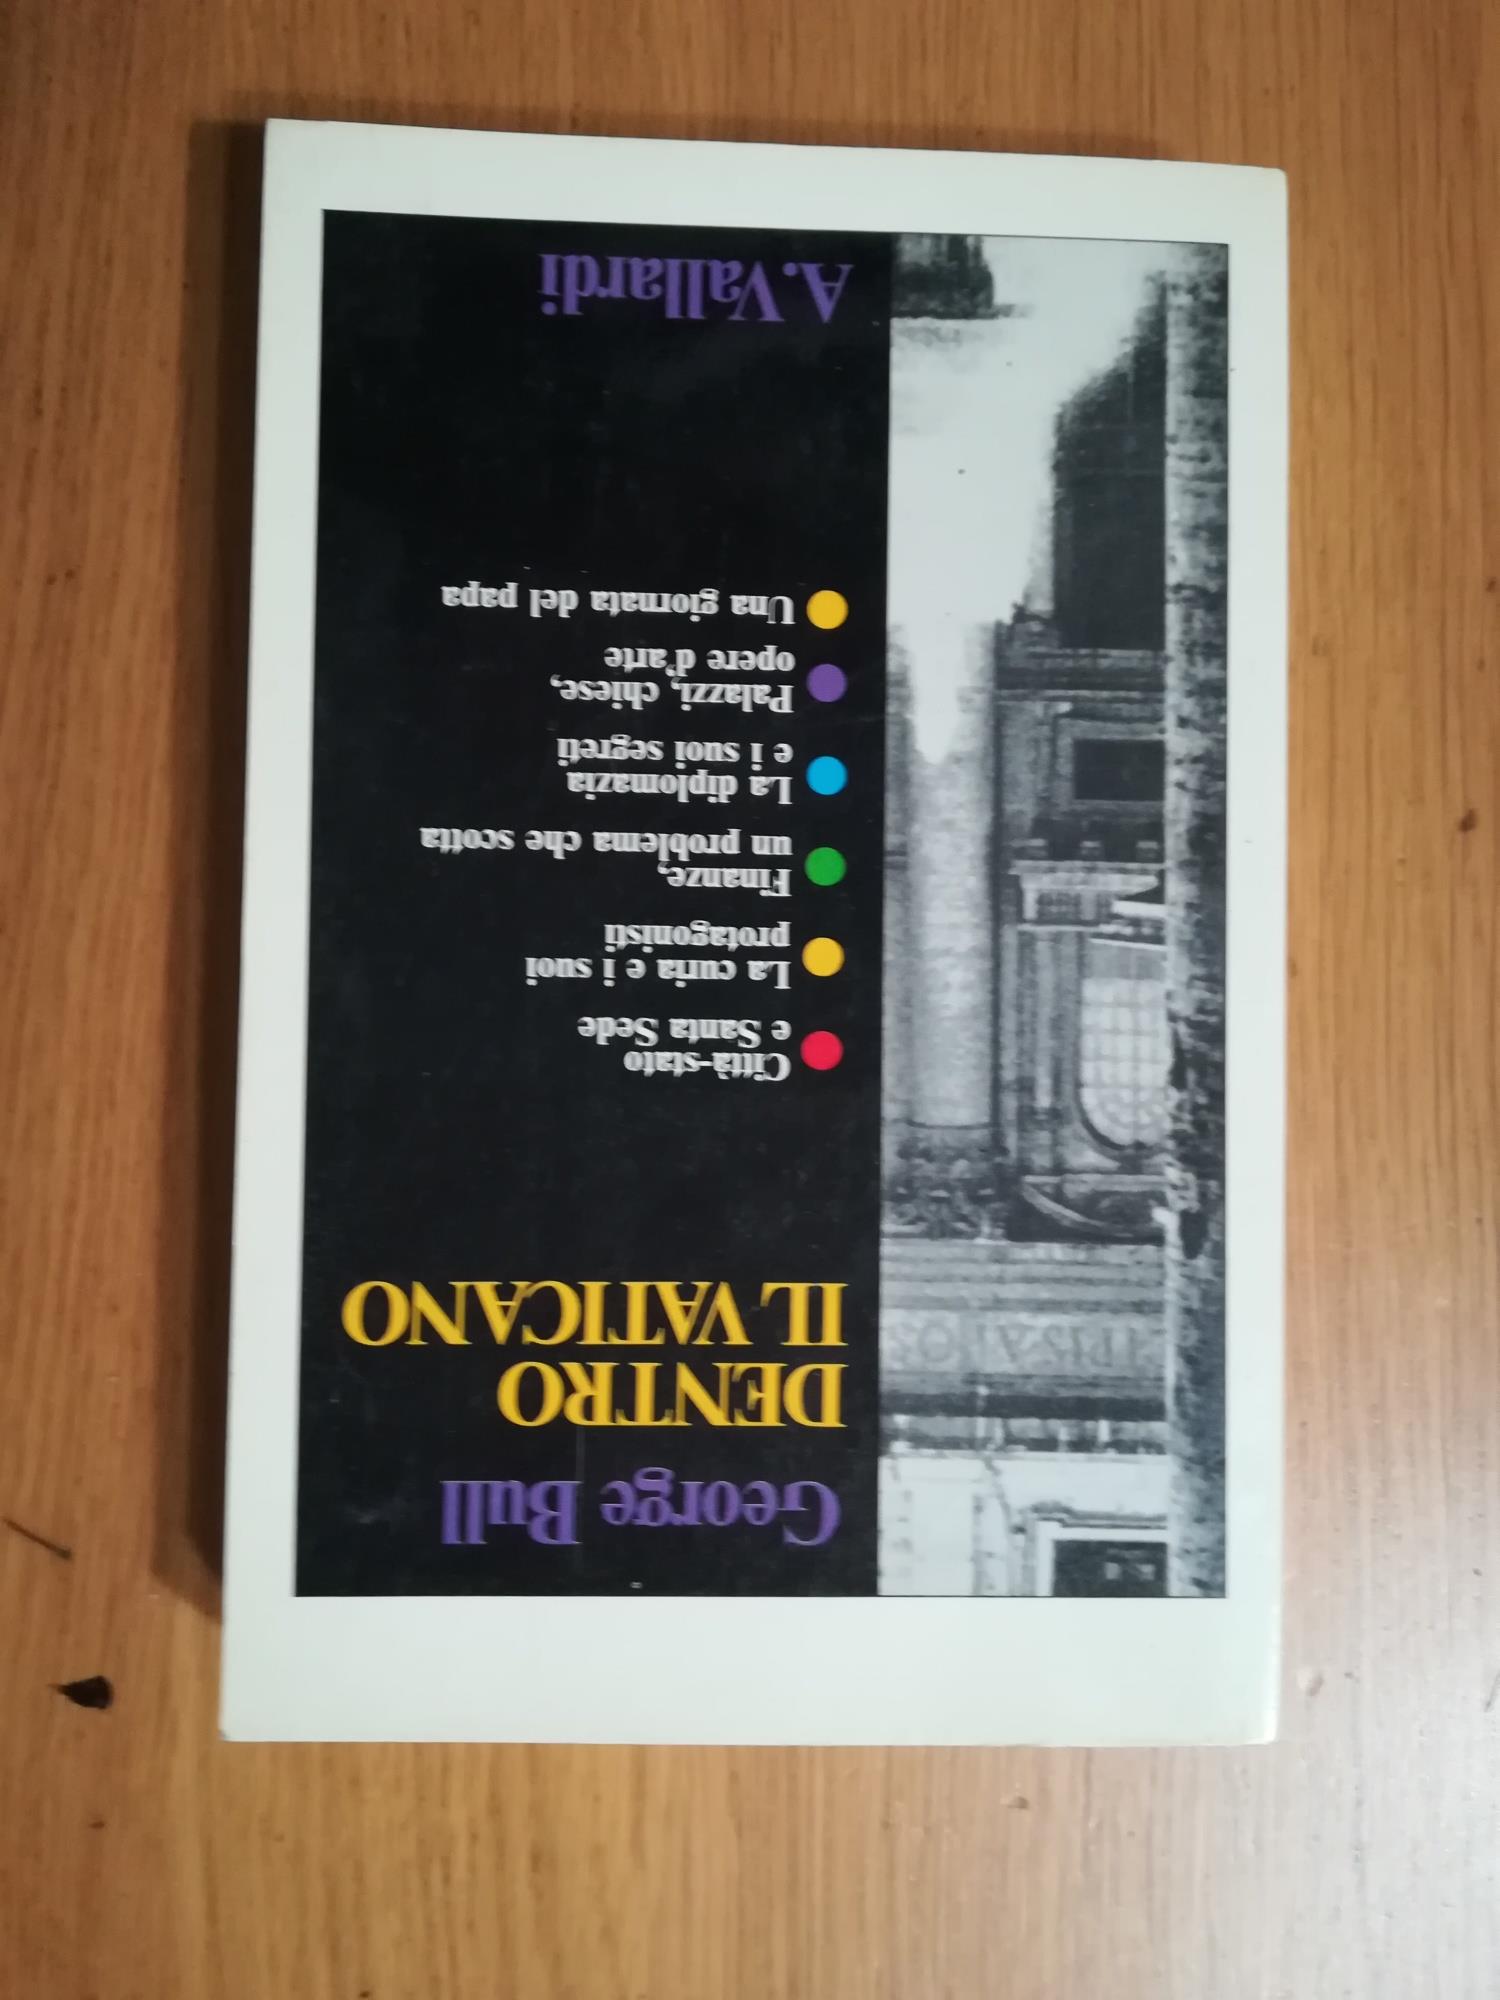 George Bull
DENTRO
IL VATICANO
Città-stato
e Santa Sede
La curia e i suoi
protagonisti
Finanze,
un problema che scotta
La diplomazia
e i suoi segreti
Palazzi, chiese,
opere d'arte
Una giornata del papa
A.Vallardi